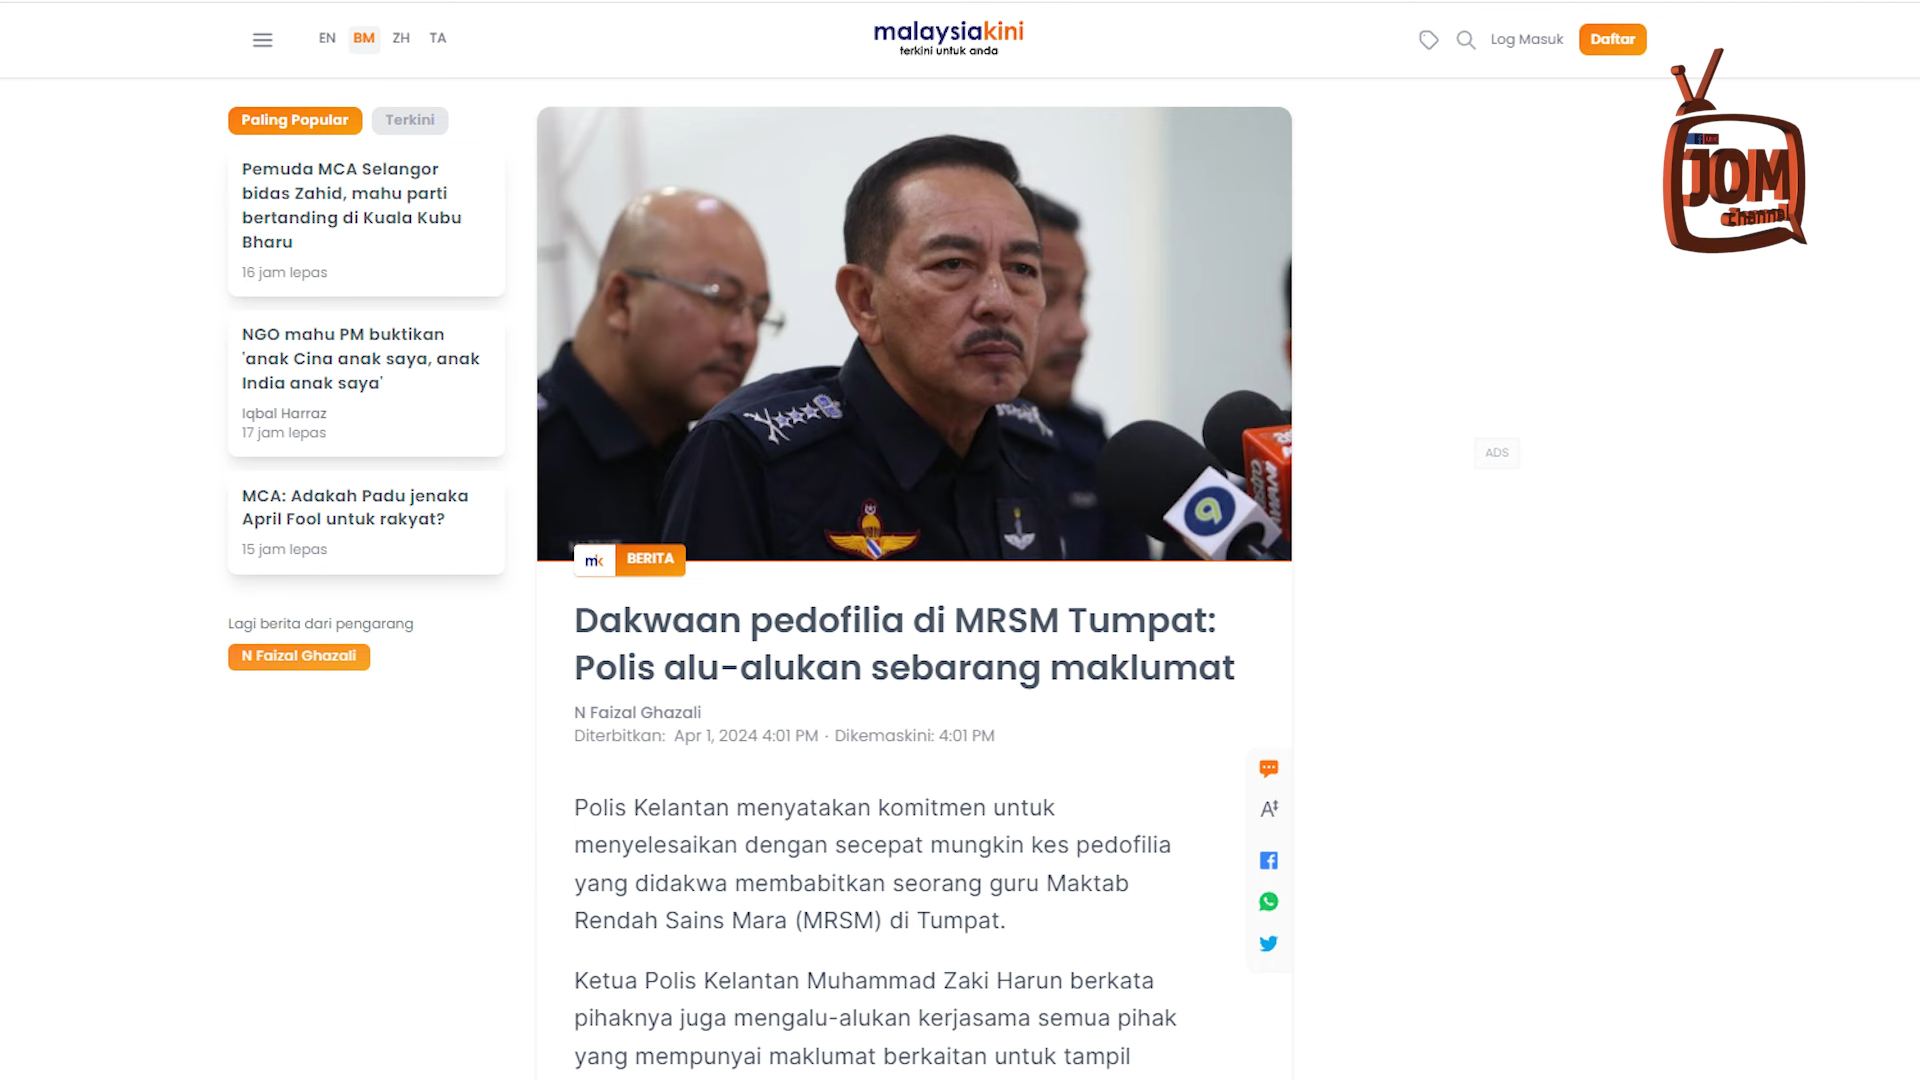 EN BM ZH TA
malaysiakini
terkini untuk anda
Log Masuk
Daftar
JOM
channel
Paling Popular
Terkini
Pemuda MCA Selangor
bidas Zahid, mahu parti
bertanding di Kuala Kubu
Bharu
16 jam lepas
NGO mahu PM buktikan
'anak Cina anak saya, anak
India anak saya'
Iqbal Harraz
17 jam lepas
MCA: Adakah Padu jenaka
April Fool untuk rakyat?
15 jam lepas
Lagi berita dari pengarang
N Faizal Ghazali
9
ADS
mk BERITA
Dakwaan pedofilia di MRSM Tumpat:
Polis alu-alukan sebarang maklumat
N Faizal Ghazali
Diterbitkan: Apr 1, 2024 4:01 PM · Dikemaskini: 4:01 PM
Polis Kelantan menyatakan komitmen untuk
menyelesaikan dengan secepat mungkin kes pedofilia
yang didakwa membabitkan seorang guru Maktab
Rendah Sains Mara (MRSM) di Tumpat.
Ketua Polis Kelantan Muhammad Zaki Harun berkata
pihaknya juga mengalu-alukan kerjasama semua pihak
yang mempunyai maklumat berkaitan untuk tampil